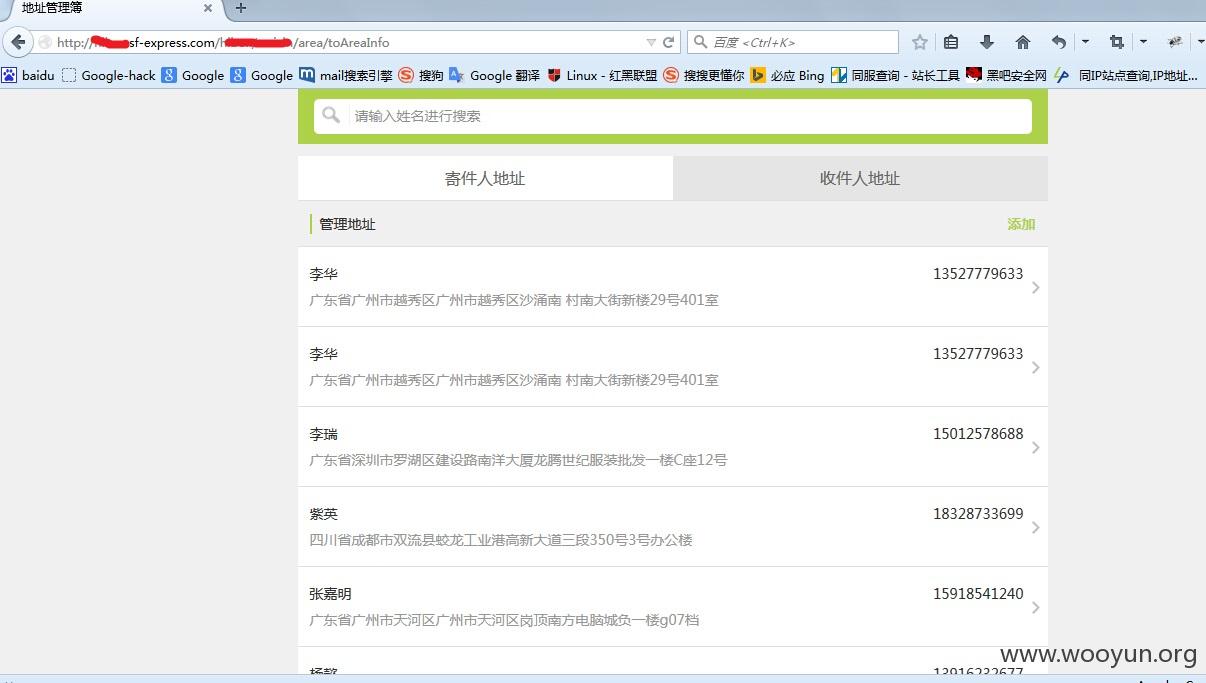 地址管理簿
sf-express.com/ /area/toAreaInfo
百度 <Ctrl+K>
baidu Google-hack Google Google mail搜索引擎 搜狗 Google 翻译 Linux - 红黑联盟 搜搜更懂你 必应 Bing 同服查询 - 站长工具 黑吧安全网 同IP站点查询,IP地址...
请输入姓名进行搜索
寄件人地址 收件人地址
管理地址 添加
李华 13527779633
广东省广州市越秀区广州市越秀区沙涌南 村南大街新楼29号401室
李华 13527779633
广东省广州市越秀区广州市越秀区沙涌南 村南大街新楼29号401室
李瑞 15012578688
广东省深圳市罗湖区建设路南洋大厦龙腾世纪服装批发一楼C座12号
紫英 18328733699
四川省成都市双流县蛟龙工业港高新大道三段350号3号办公楼
张嘉明 15918541240
广东省广州市天河区广州市天河区岗顶南方电脑城负一楼g07档
www.wooyun.org